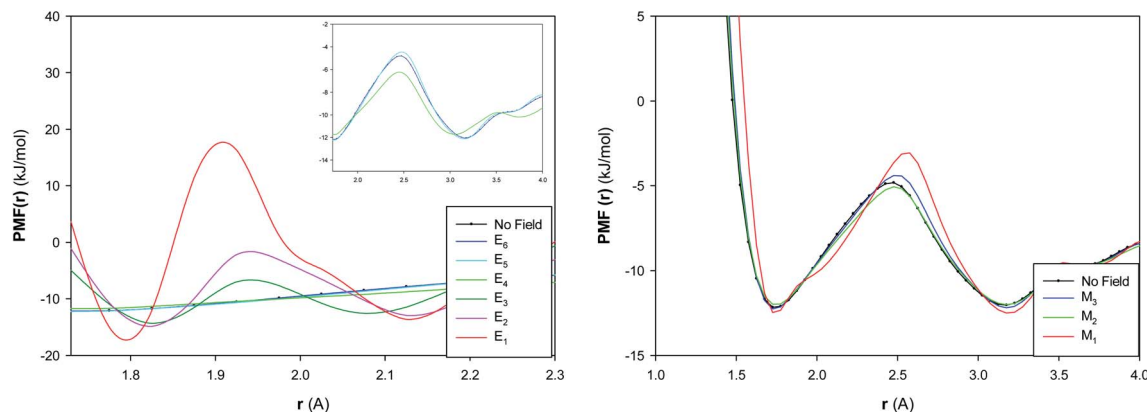 40
30
20
10
0
-10
-20
PMF(r) (kJ/mol)
1.8
1.9
2.0
2.1
2.2
2.3
r (A)
-2
-4
-6
-8
-10
-12
-14
2.0
2.5
3.0
3.5
4.0
No Field
E6
E5
E4
E3
E2
E1
5
0
-5
-10
-15
PMF (r) (kJ/mol)
1.0
1.5
2.0
2.5
3.0
3.5
4.0
r (A)
No Field
M3
M2
M1